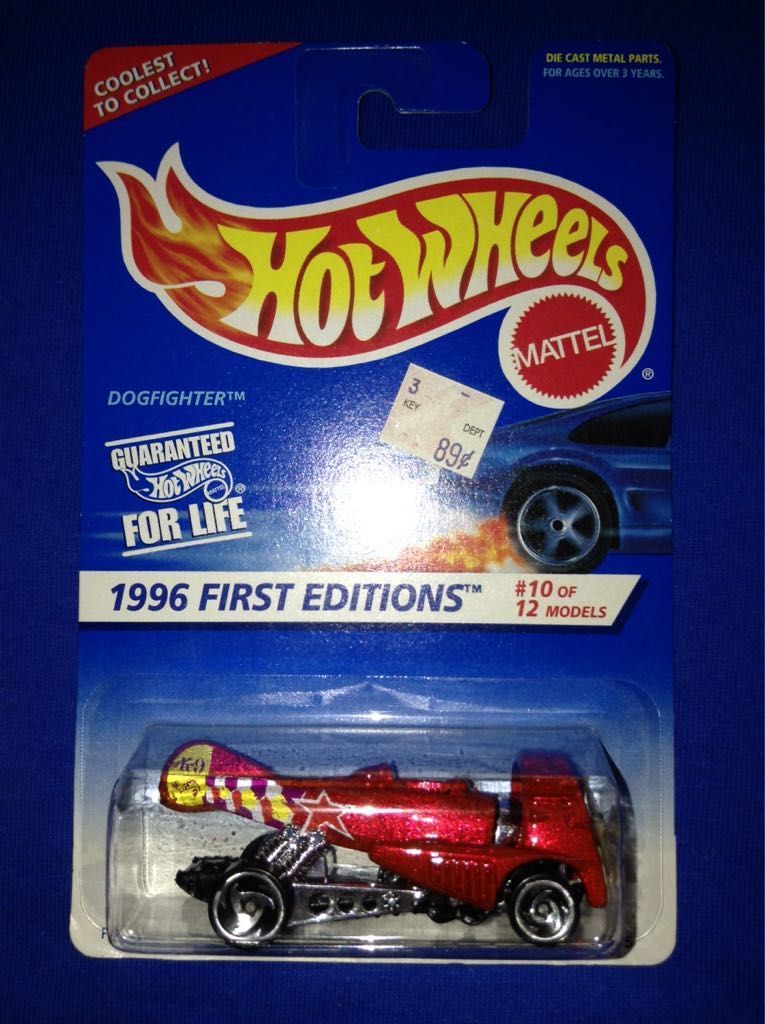 COOLEST
TO COLLECT!
DIE CAST METAL PARTS.
FOR AGES OVER 3 YEARS.
HOT WHEELS
MATTEL
®
DOGFIGHTER™
3
KEY
DEPT
89¢
GUARANTEED
HOT WHEELS
MATTEL
®
FOR LIFE
1996 FIRST EDITIONS™
#10 OF
12 MODELS